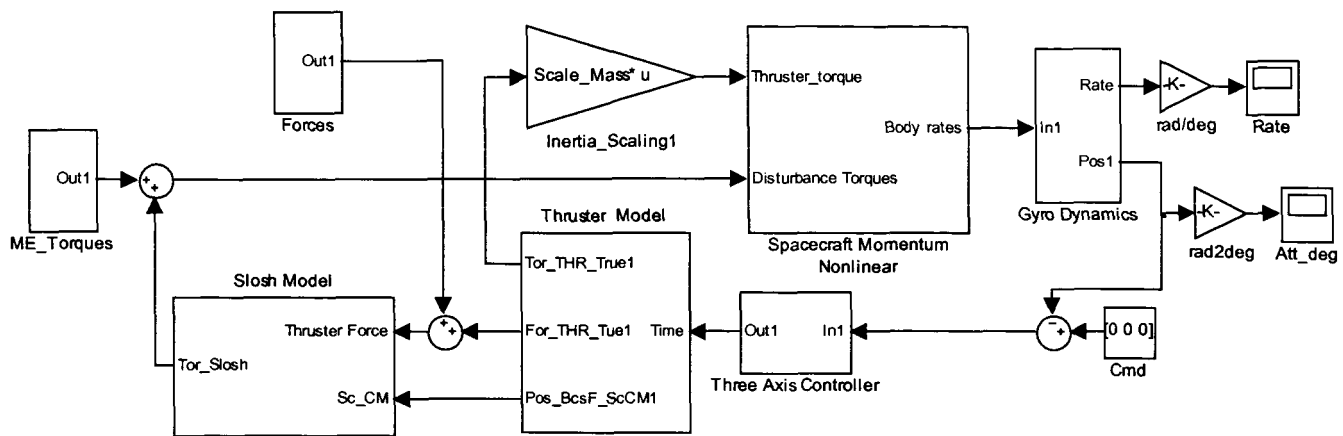 Out1
Forces
Scale_Mass* u
Inertia_Scaling1
Thruster_torque
Body rates
Disturbance Torques
Spacecraft Momentum
Nonlinear
In1
Rate
Pos1
Gyro Dynamics
-K-
rad/deg
Rate
-K-
rad2deg
Att_deg
Out1
+
+
ME_Torques
Slosh Model
Thruster Force
Tor_Slosh
Sc_CM
+
+
Thruster Model
Tor_THR_True1
For_THR_Tue1
Time
Pos_BcsF_ScCM1
Out1
In1
Three Axis Controller
−
+
[0 0 0]
Cmd